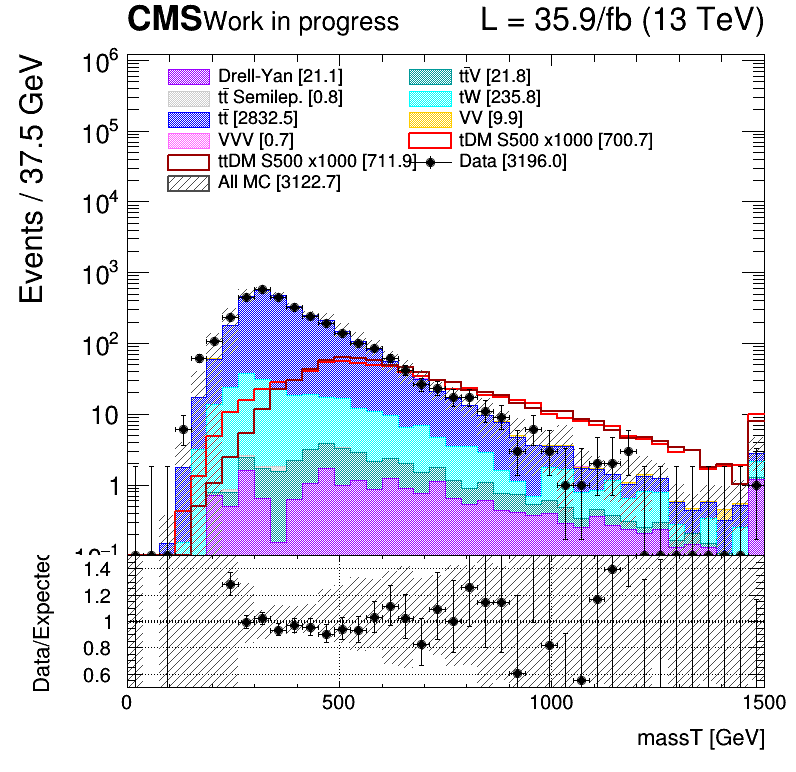 CMS Work in progress L = 35.9/fb (13 TeV)
Events / 37.5 GeV
10⁶
10⁵
10⁴
10³
10²
10
1
10⁻¹
Drell-Yan [21.1] tt̄V [21.8]
tt̄ Semilep. [0.8] tW [235.8]
tt̄ [2832.5] VV [9.9]
VVV [0.7] tDM S500 x1000 [700.7]
ttDM S500 x1000 [711.9] Data [3196.0]
All MC [3122.7]
Data/Expected
1.4
1.2
1
0.8
0.6
0 500 1000 1500
massT [GeV]